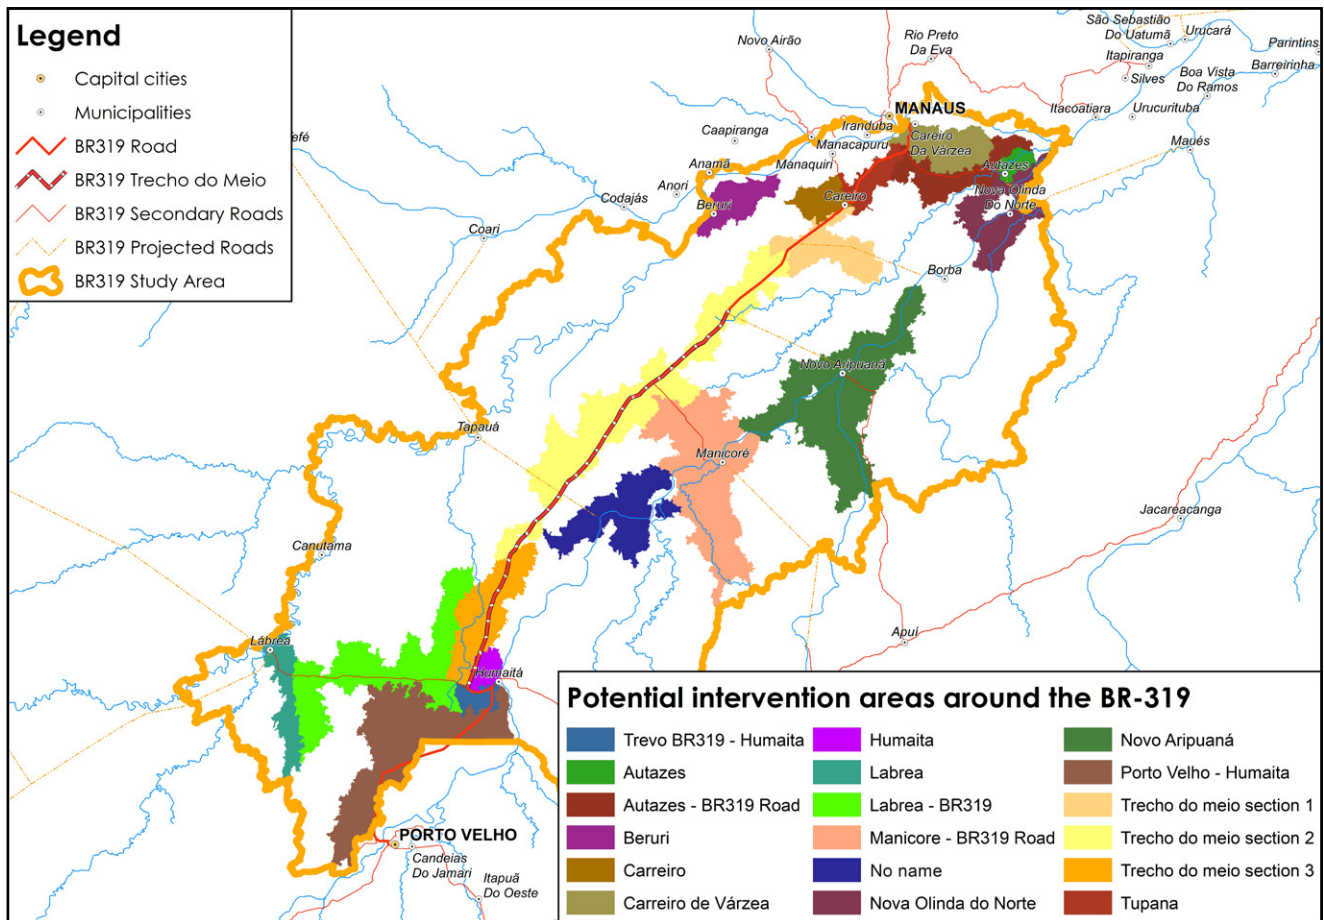 Legend
Capital cities
Municipalities
BR319 Road
BR319 Trecho do Meio
BR319 Secondary Roads
BR319 Projected Roads
BR319 Study Area
São Sebastião
Do Uatumã
Urucará
Parintins
Novo Airão
Rio Preto
Da Eva
Itapiranga
Barreirinha
Silves
Boa Vista
Do Ramos
MANAUS
Itacoatiara
Urucurituba
Iranduba
Careiro
Da Várzea
Caapiranga
Manacapuru
Maués
Manaquiri
Anamã
Autazes
Anori
Nova Olinda
Do Norte
Codajás
Beruri
Careiro
Coari
Borba
Novo Aripuanã
Tapauá
Manicoré
Jacareacanga
Canutama
Lábrea
Apuí
Humaitá
PORTO VELHO
Candeias
Do Jamari
Itapuã
Do Oeste
Potential intervention areas around the BR-319
Trevo BR319 - Humaita
Humaita
Novo Aripuaná
Autazes
Labrea
Porto Velho - Humaita
Autazes - BR319 Road
Labrea - BR319
Trecho do meio section 1
Beruri
Manicore - BR319 Road
Trecho do meio section 2
Carreiro
No name
Trecho do meio section 3
Carreiro de Várzea
Nova Olinda do Norte
Tupana